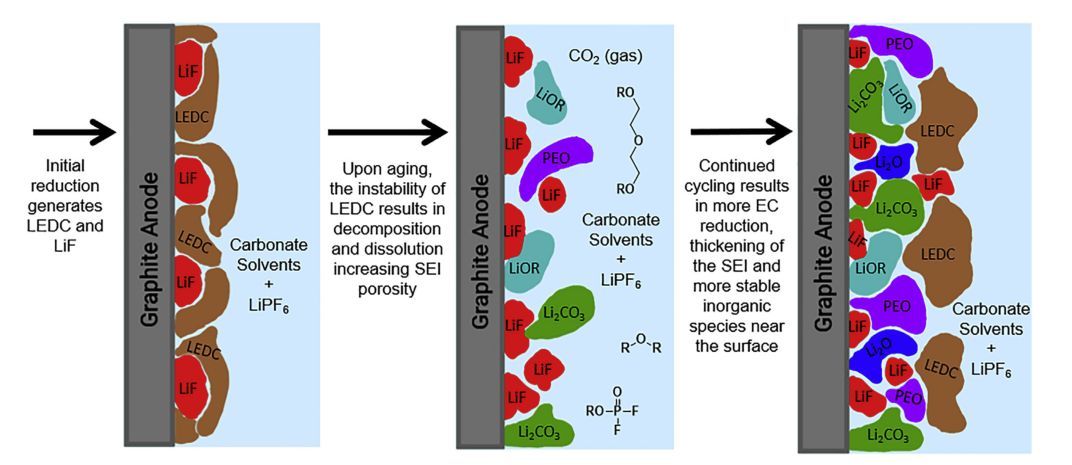 Initial
reduction
generates
LEDC and
LiF
Graphite Anode
LiF
LEDC
LiF
LEDC
LiF
LEDC
LiF
Carbonate
Solvents
+
LiPF6
Upon aging,
the instability of
LEDC results in
decomposition
and dissolution
increasing SEI
porosity
Graphite Anode
LiF
CO2 (gas)
LiOR
RO
O
RO
LiF
PEO
LiF
LiF
LiOR
Carbonate
Solvents
+
LiPF6
Li2CO3
LiF
R-O-R
LiF
LiF
O
RO-P-F
F
Li2CO3
Continued
cycling results
in more EC
reduction,
thickening of
the SEI and
more stable
inorganic
species near
the surface
Graphite Anode
PEO
LiF
Li2CO3
LiOR
LEDC
LiF
Li2O
LiF
LiF
Li2CO3
LiF
LiOR
LEDC
PEO
LiF
Li2O
LiF
LEDC
LiF
PEO
Li2CO3
Carbonate
Solvents
+
LiPF6